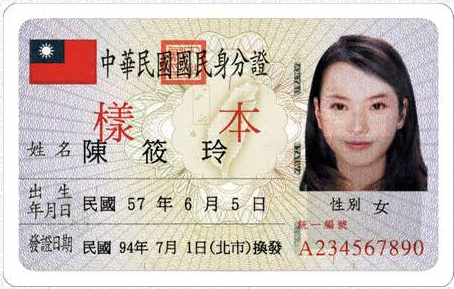 中華民國國民身分證
樣本
姓名 陳筱玲
出生年月日 民國 57 年 6 月 5 日
性別 女
統一編號
發證日期 民國 94年 7月 1日(北市)換發
A234567890